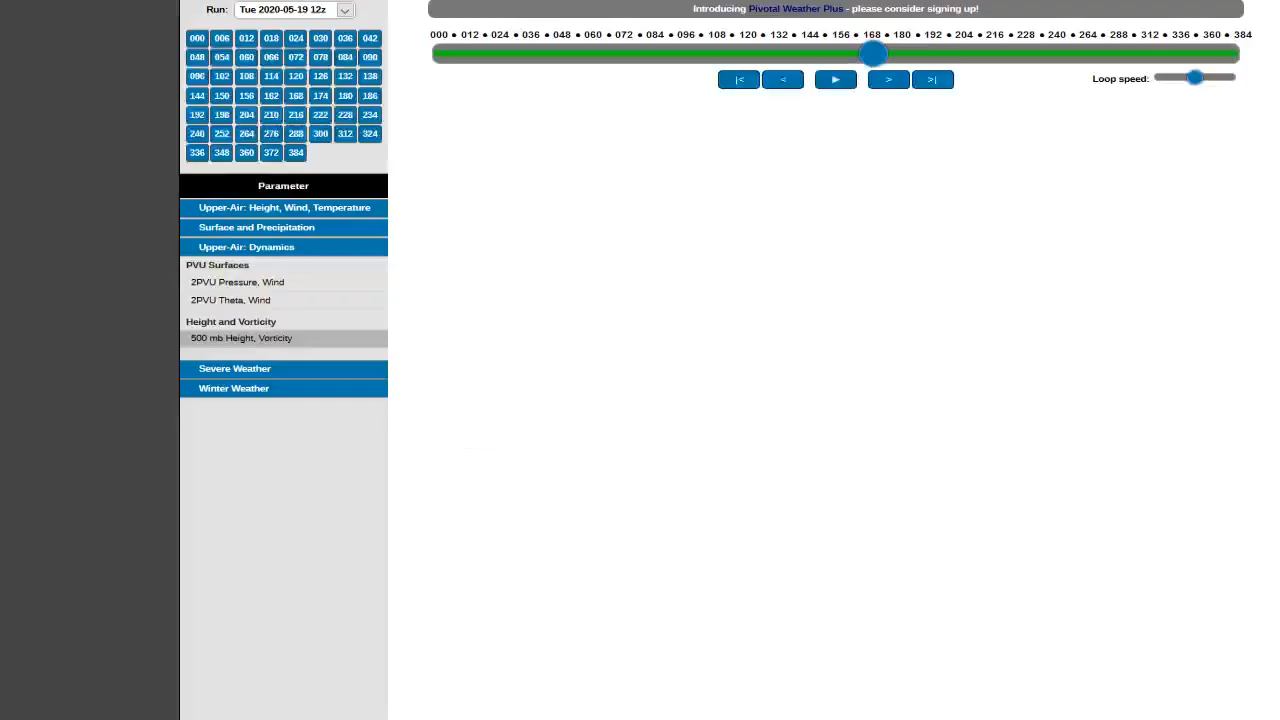 Run: Tue 2020-05-19 12z
000 006 012 018 024 030 036 042
048 054 060 066 072 078 084 090
096 102 108 114 120 126 132 138
144 150 156 162 168 174 180 186
192 198 204 210 216 222 228 234
240 252 264 276 288 300 312 324
336 348 360 372 384
Parameter
Upper-Air: Height, Wind, Temperature
Surface and Precipitation
Upper-Air: Dynamics
PVU Surfaces
2PVU Pressure, Wind
2PVU Theta, Wind
Height and Vorticity
500 mb Height, Vorticity
Severe Weather
Winter Weather
Introducing Pivotal Weather Plus - please consider signing up!
000 • 012 • 024 • 036 • 048 • 060 • 072 • 084 • 096 • 108 • 120 • 132 • 144 • 156 • 168 • 180 • 192 • 204 • 216 • 228 • 240 • 264 • 288 • 312 • 336 • 360 • 384
|< < ► > >|
Loop speed: